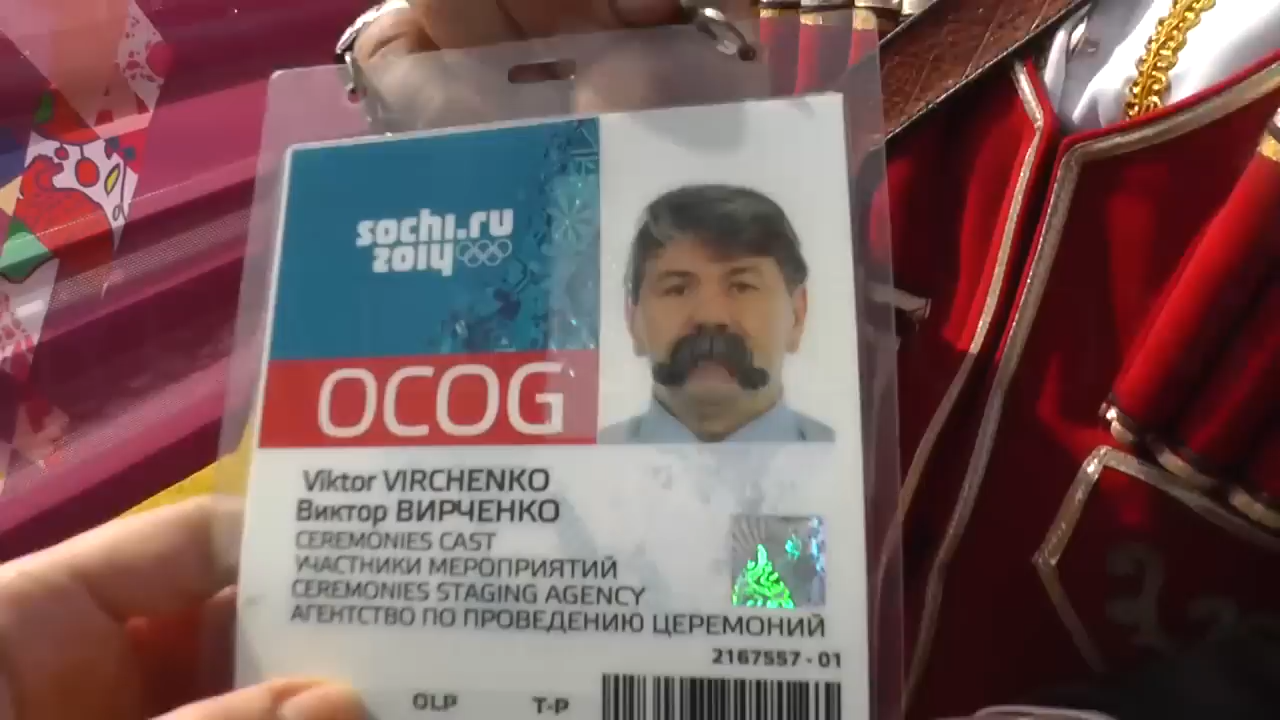 sochi.ru
2014
OCOG
Viktor VIRCHENKO
Виктор ВИРЧЕНКО
CEREMONIES CAST
УЧАСТНИКИ МЕРОПРИЯТИЙ
CEREMONIES STAGING AGENCY
АГЕНТСТВО ПО ПРОВЕДЕНИЮ ЦЕРЕМОНИЙ
2167557-01
OLP T-P